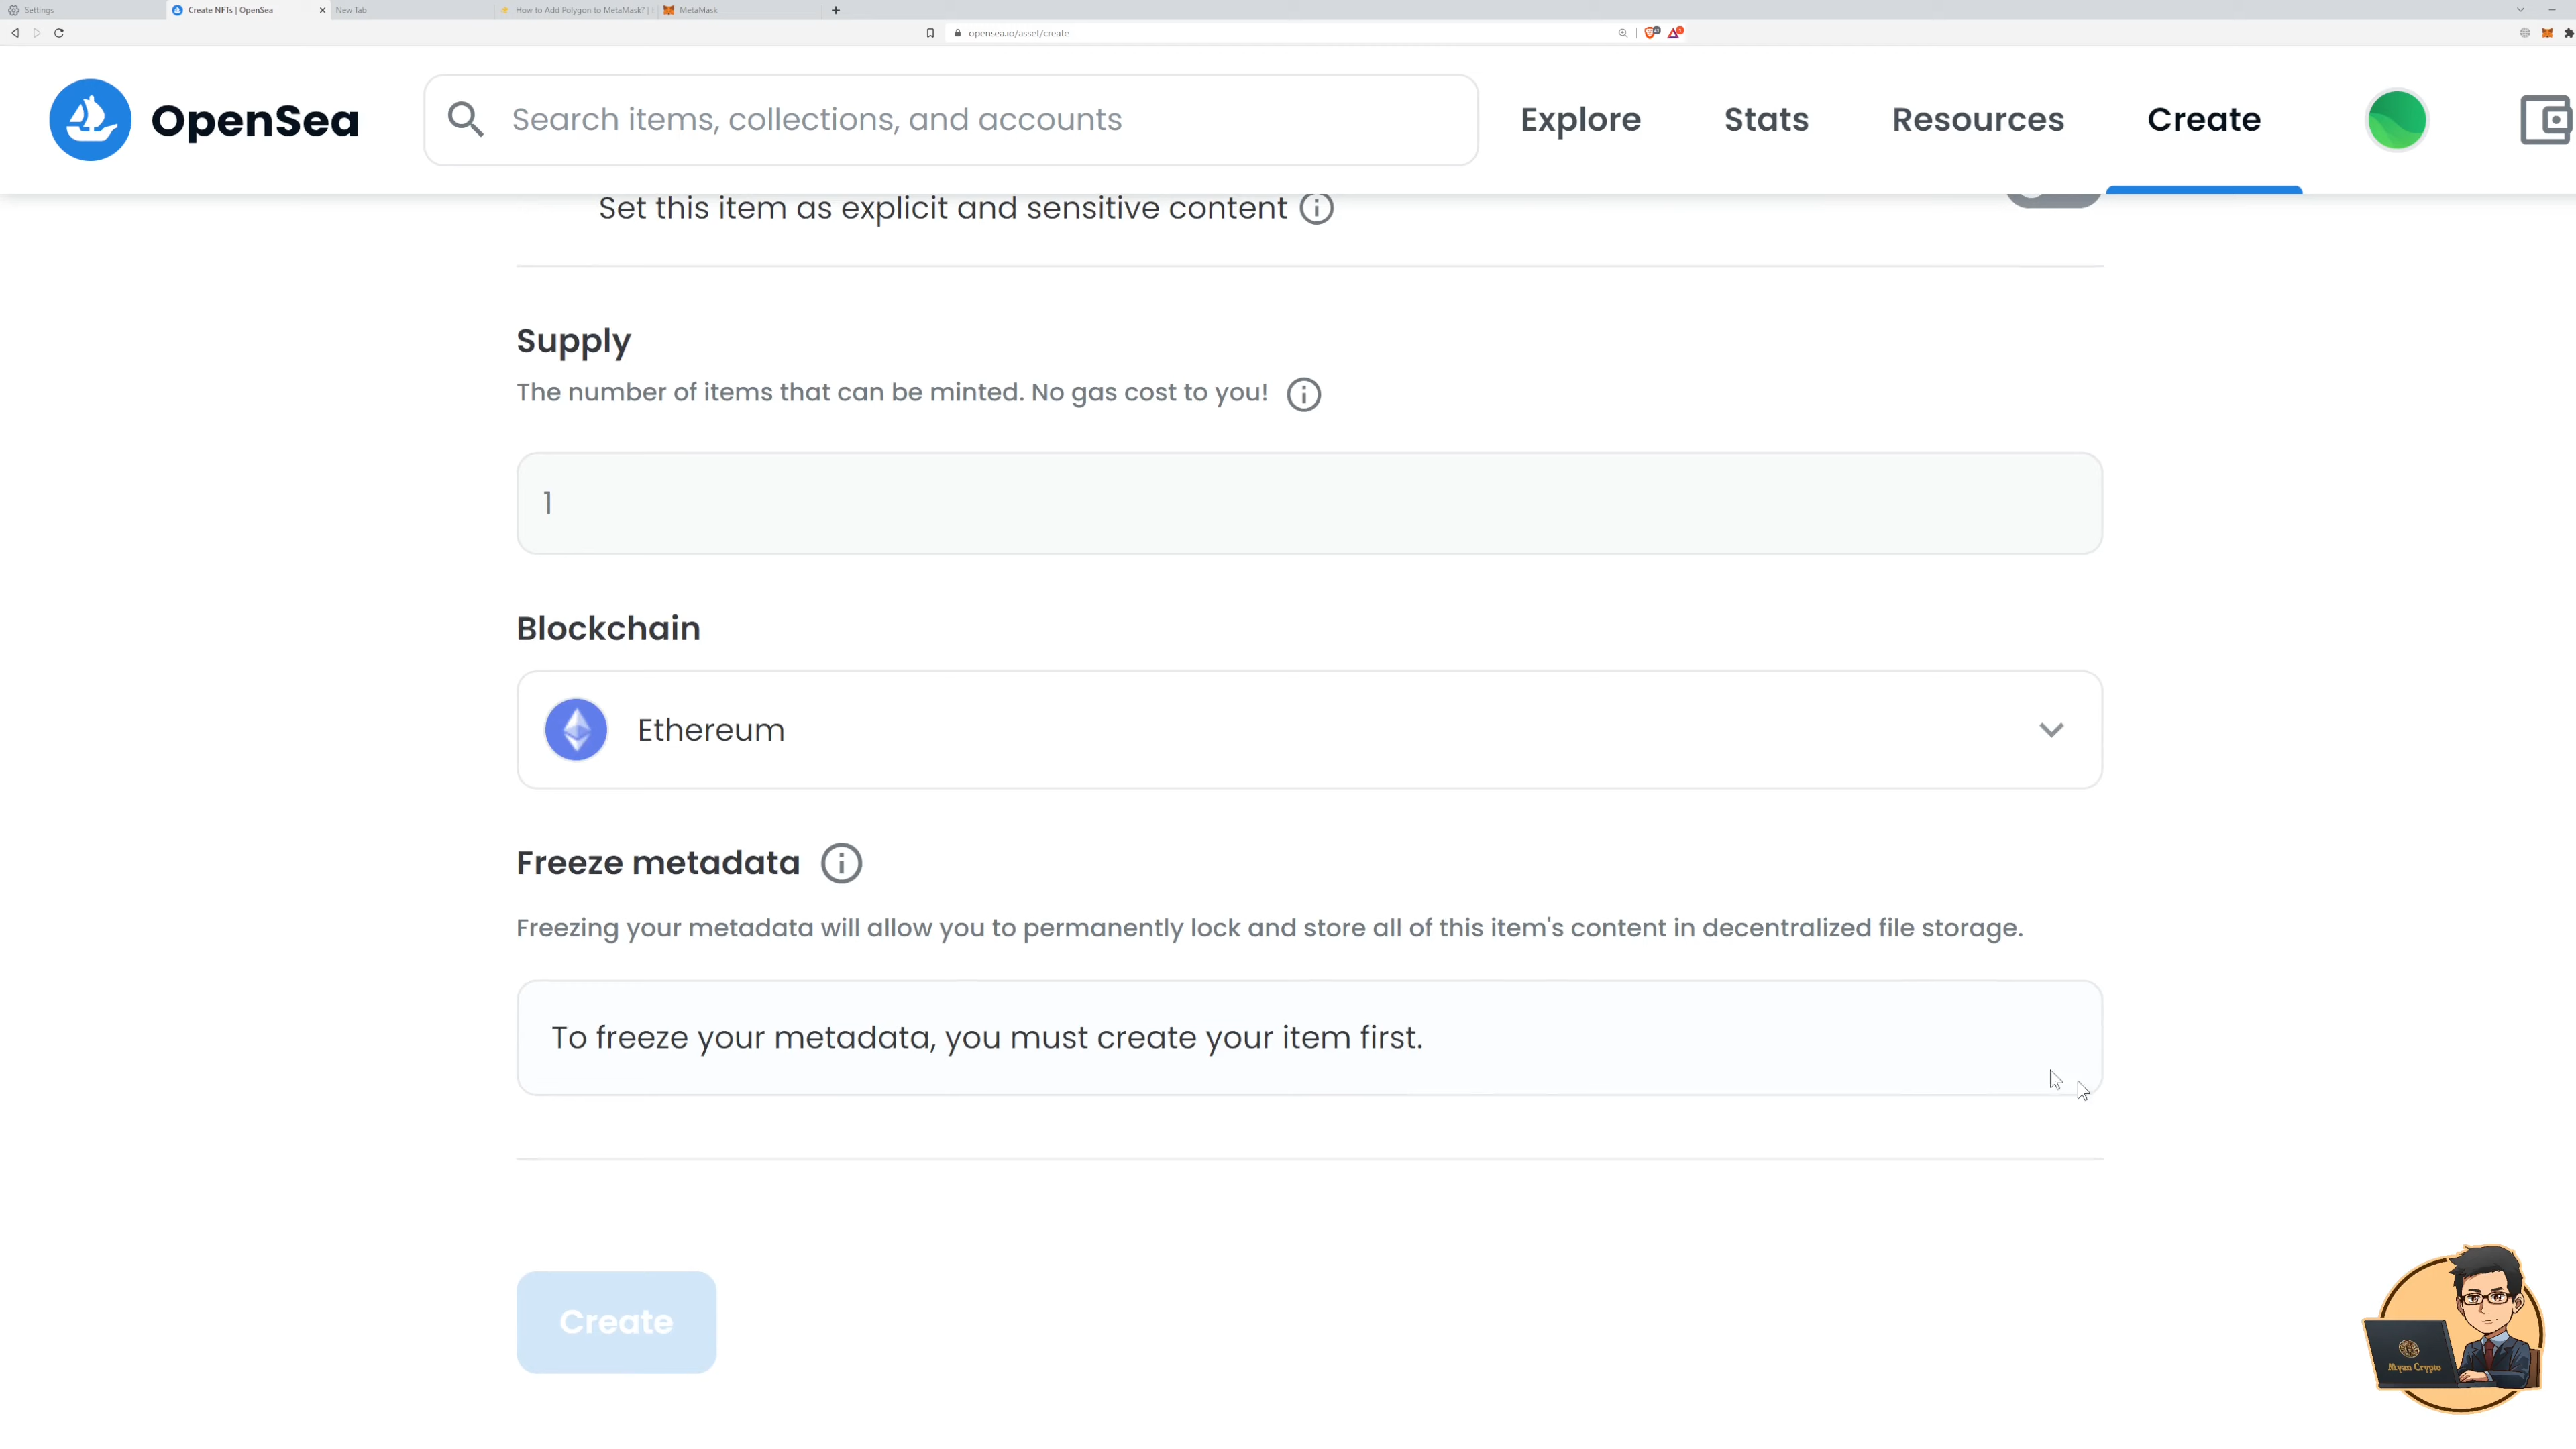 Settings
Create NFTs | OpenSea
New Tab
How to Add Polygon to MetaMask? |
MetaMask
opensea.io/asset/create
OpenSea
Search items, collections, and accounts
Explore
Stats
Resources
Create
Set this item as explicit and sensitive content
Supply
The number of items that can be minted. No gas cost to you!
1
Blockchain
Ethereum
Freeze metadata
Freezing your metadata will allow you to permanently lock and store all of this item's content in decentralized file storage.
To freeze your metadata, you must create your item first.
Create
Myan Crypto